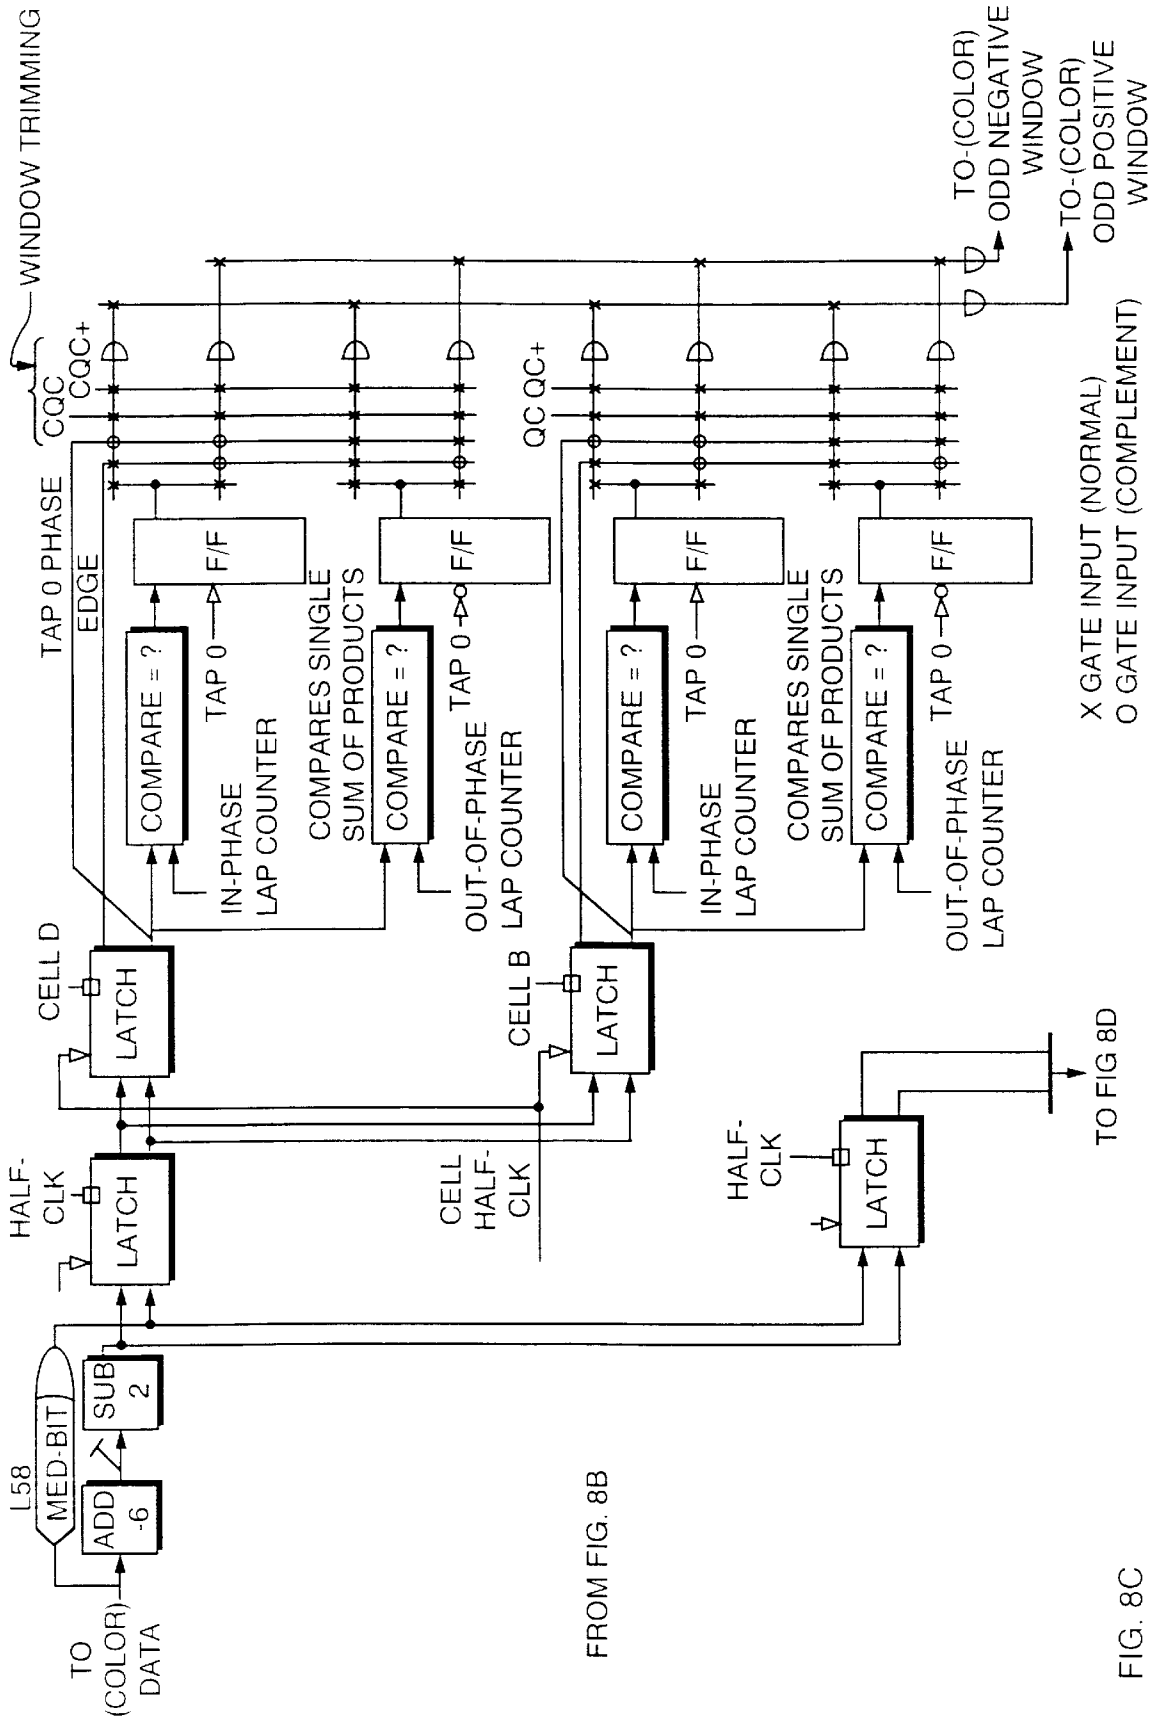 WINDOW TRIMMING
CQC
CQC+
TAP 0 PHASE
EDGE
L58
MED-BIT
TO
(COLOR)
DATA
ADD
-6
SUB
2
HALF-
CLK
LATCH
CELL D
LATCH
COMPARE = ?
IN-PHASE
LAP COUNTER
TAP 0
F/F
COMPARES SINGLE
SUM OF PRODUCTS
COMPARE = ?
OUT-OF-PHASE
LAP COUNTER
TAP 0
F/F
CELL
HALF-
CLK
CELL B
LATCH
QC
QC+
COMPARE = ?
IN-PHASE
LAP COUNTER
TAP 0
F/F
COMPARES SINGLE
SUM OF PRODUCTS
COMPARE = ?
OUT-OF-PHASE
LAP COUNTER
TAP 0
F/F
HALF-
CLK
LATCH
TO FIG 8D
TO-(COLOR)
ODD NEGATIVE
WINDOW
TO-(COLOR)
ODD POSITIVE
WINDOW
X GATE INPUT (NORMAL)
O GATE INPUT (COMPLEMENT)
FROM FIG. 8B
FIG. 8C